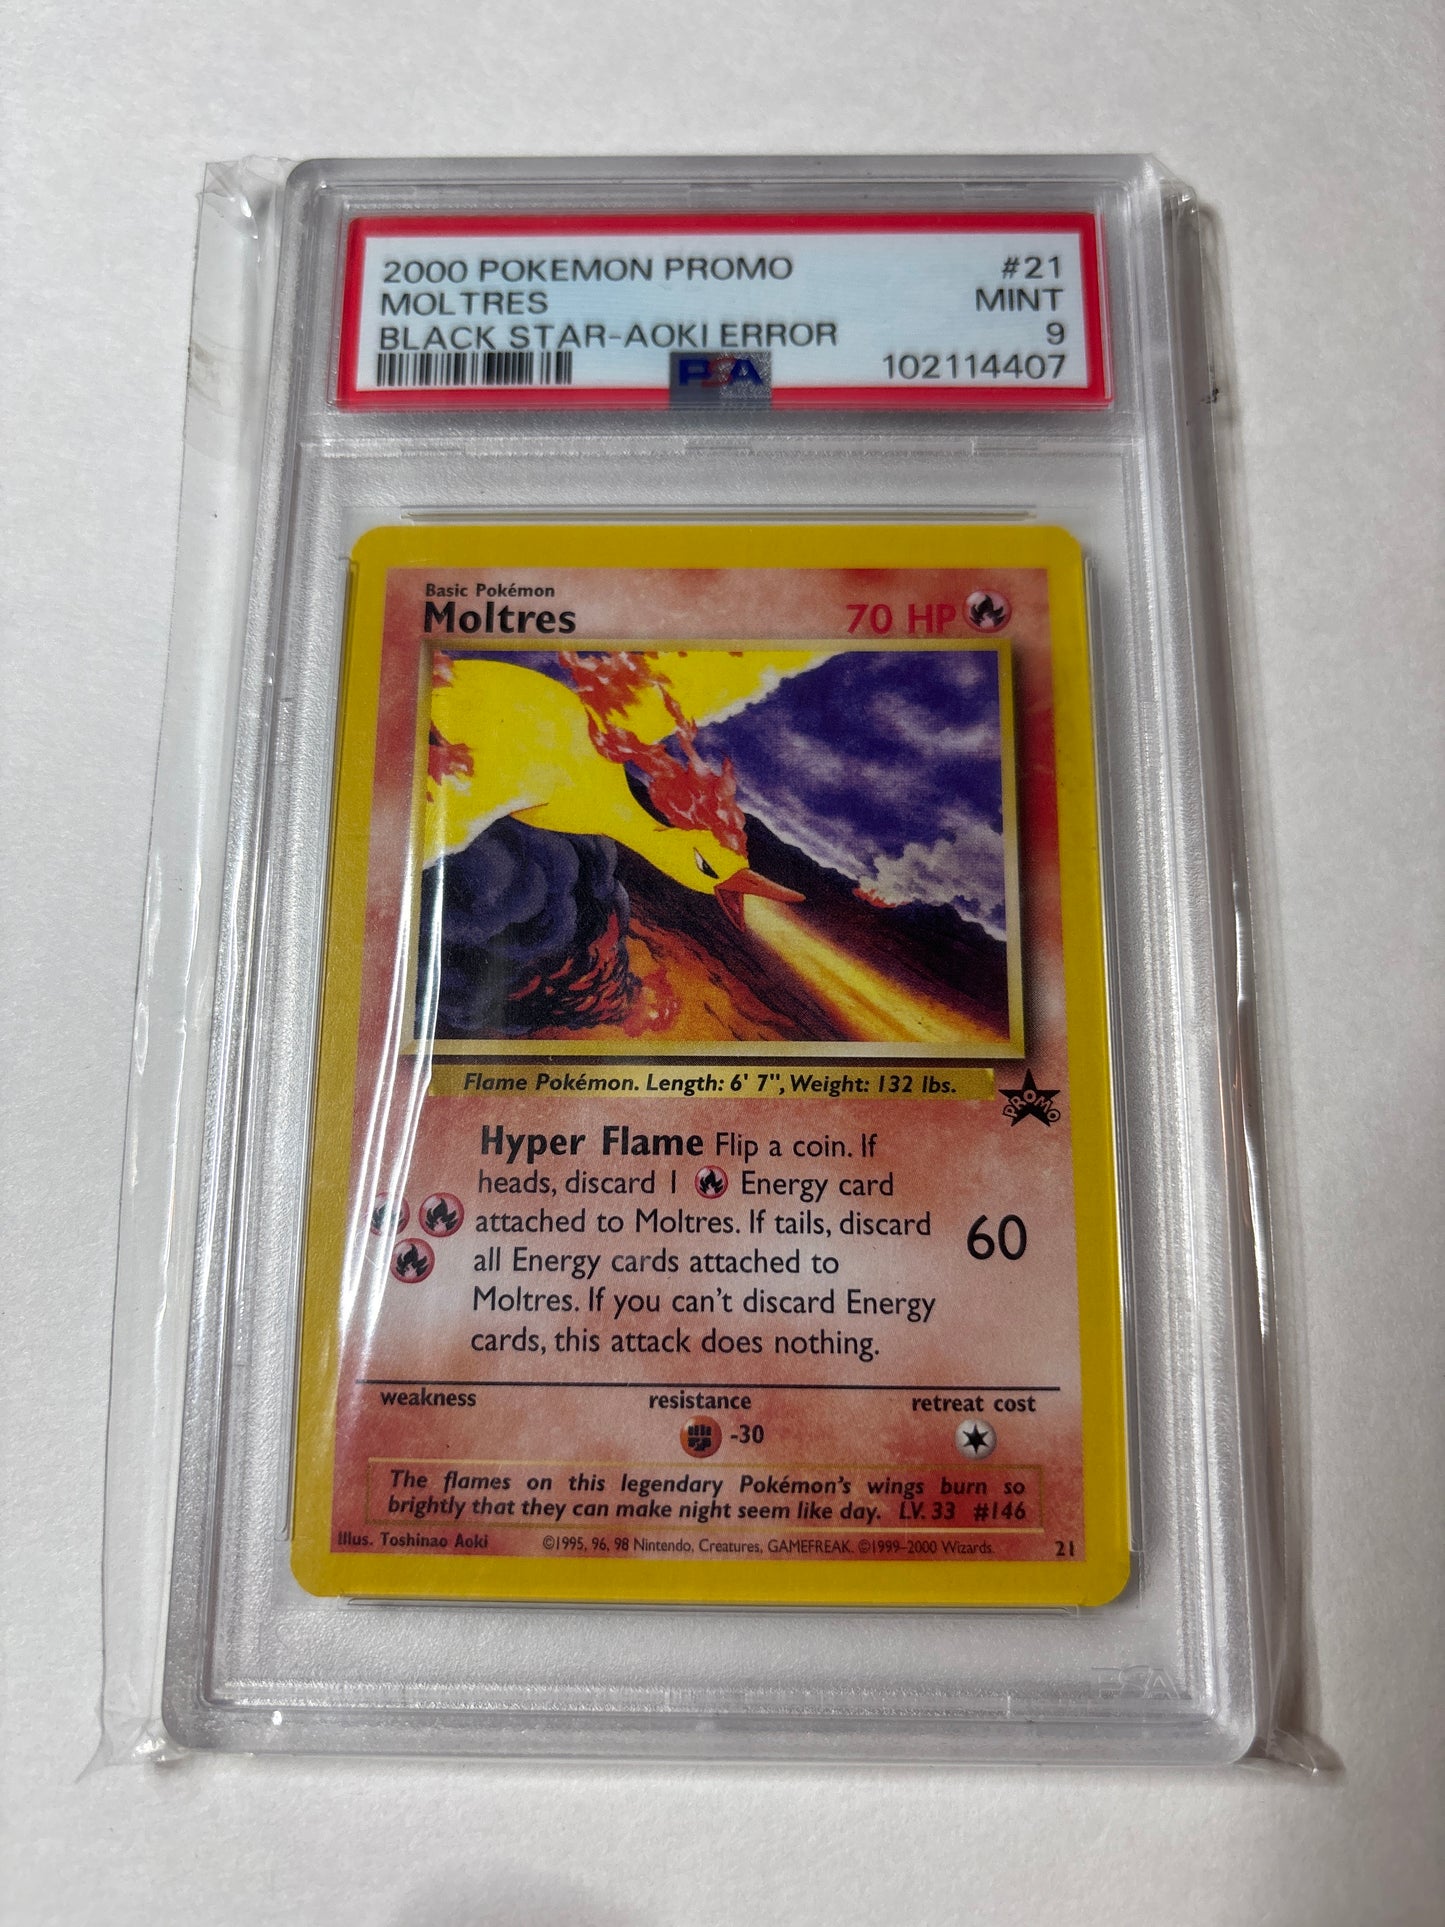 2000 POKEMON PROMO #21
MOLTRES MINT
BLACK STAR-AOKI ERROR 9
PSA 102114407
Basic Pokémon
Moltres 70 HP
Flame Pokémon. Length: 6' 7", Weight: 132 lbs.
PROMO
Hyper Flame Flip a coin. If
heads, discard 1 Energy card
attached to Moltres. If tails, discard
all Energy cards attached to
Moltres. If you can't discard Energy
cards, this attack does nothing.
60
weakness resistance retreat cost
-30
The flames on this legendary Pokémon's wings burn so
brightly that they can make night seem like day. LV. 33 #146
Illus. Toshinao Aoki ©1995, 96, 98 Nintendo, Creatures, GAMEFREAK. ©1999–2000 Wizards. 21
PSA